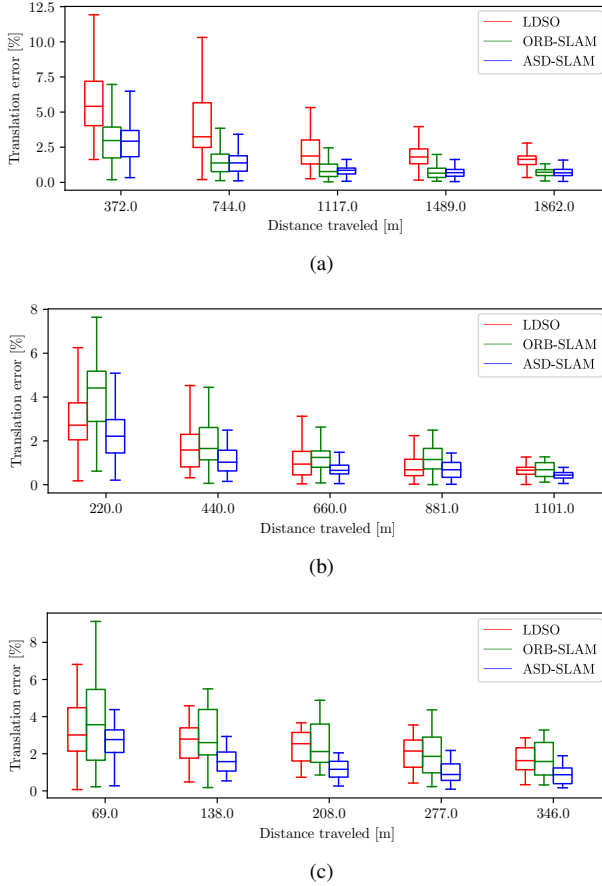 12.5
10.0
7.5
5.0
2.5
0.0
Translation error [%]
LDSO
ORB-SLAM
ASD-SLAM
372.0 744.0 1117.0 1489.0 1862.0
Distance traveled [m]
(a)
8
6
4
2
0
Translation error [%]
LDSO
ORB-SLAM
ASD-SLAM
220.0 440.0 660.0 881.0 1101.0
Distance traveled [m]
(b)
8
6
4
2
0
Translation error [%]
LDSO
ORB-SLAM
ASD-SLAM
69.0 138.0 208.0 277.0 346.0
Distance traveled [m]
(c)